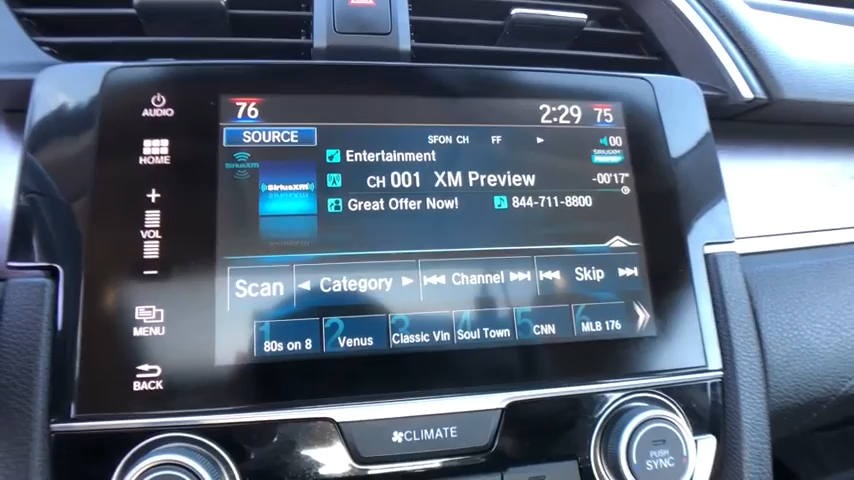 AUDIO
HOME
+
VOL
−
MENU
BACK
76
2:29
75
SOURCE
SFON CH FF
00
SiriusXM
Entertainment
SiriusXM
CH 001 XM Preview
-00'17"
Great Offer Now!
844-711-8800
Scan
Category
Channel
Skip
1 80s on 8
2 Venus
3 Classic Vin
4 Soul Town
5 CNN
6 MLB 176
CLIMATE
PUSH
SYNC